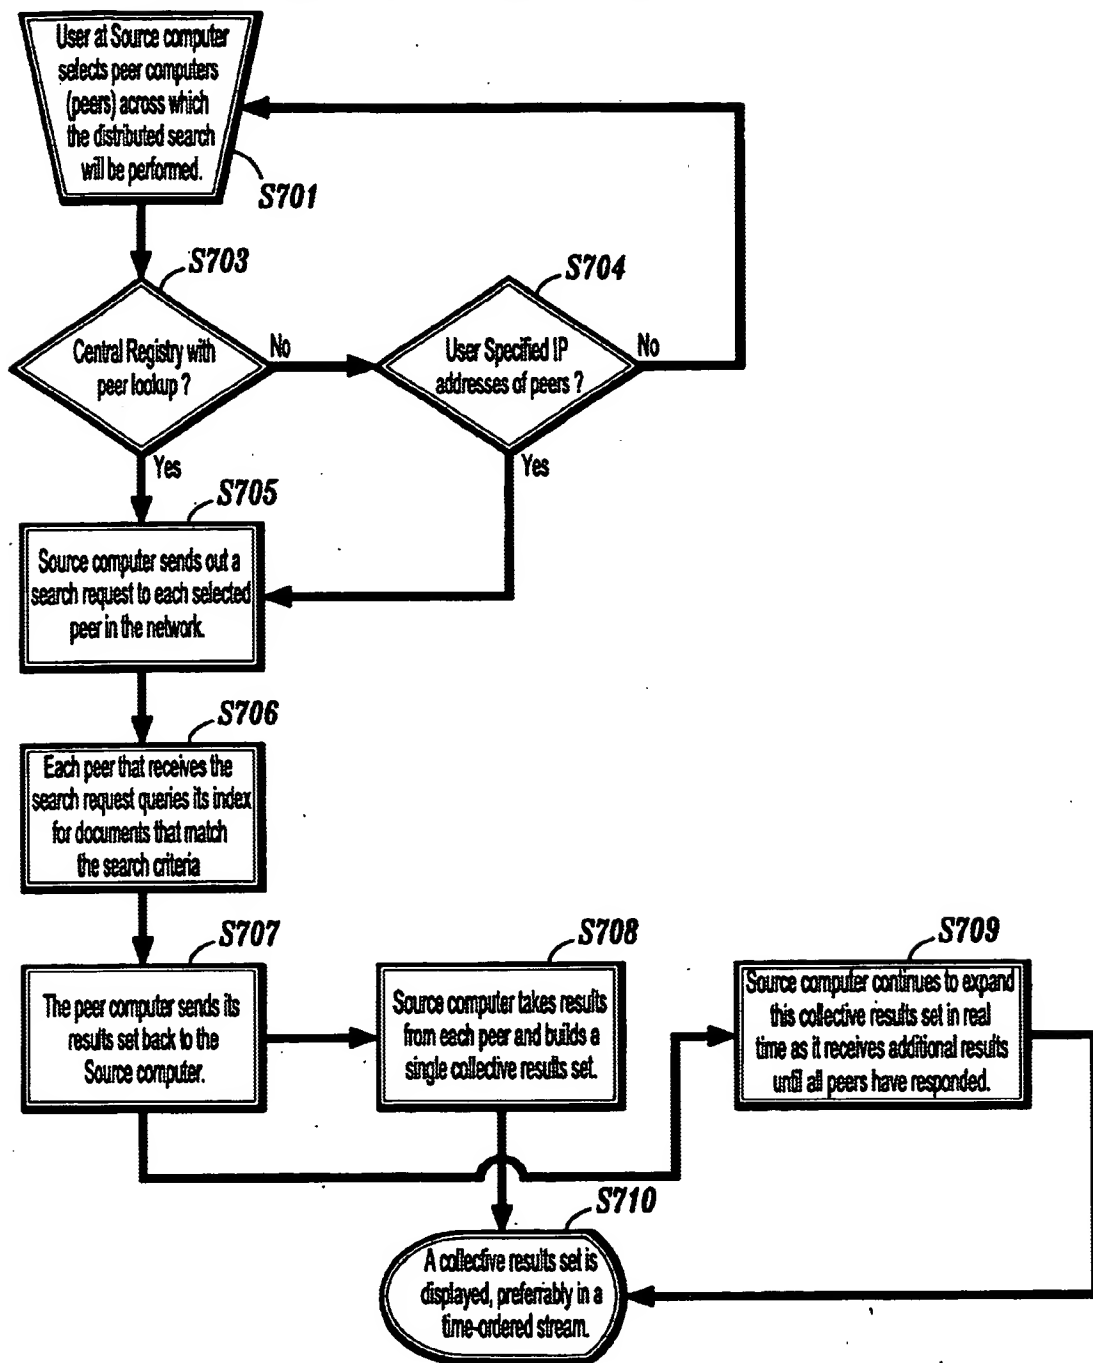 User at Source computer
selects peer computers
(peers) across which
the distributed search
will be performed.
S701
S703
Central Registry with
peer lookup ?
No
Yes
S704
User Specified IP
addresses of peers ?
No
Yes
S705
Source computer sends out a
search request to each selected
peer in the network.
S706
Each peer that receives the
search request queries its index
for documents that match
the search criteria
S707
The peer computer sends its
results set back to the
Source computer.
S708
Source computer takes results
from each peer and builds a
single collective results set.
S709
Source computer continues to expand
this collective results set in real
time as it receives additional results
until all peers have responded.
S710
A collective results set is
displayed, preferrably in a
time-ordered stream.